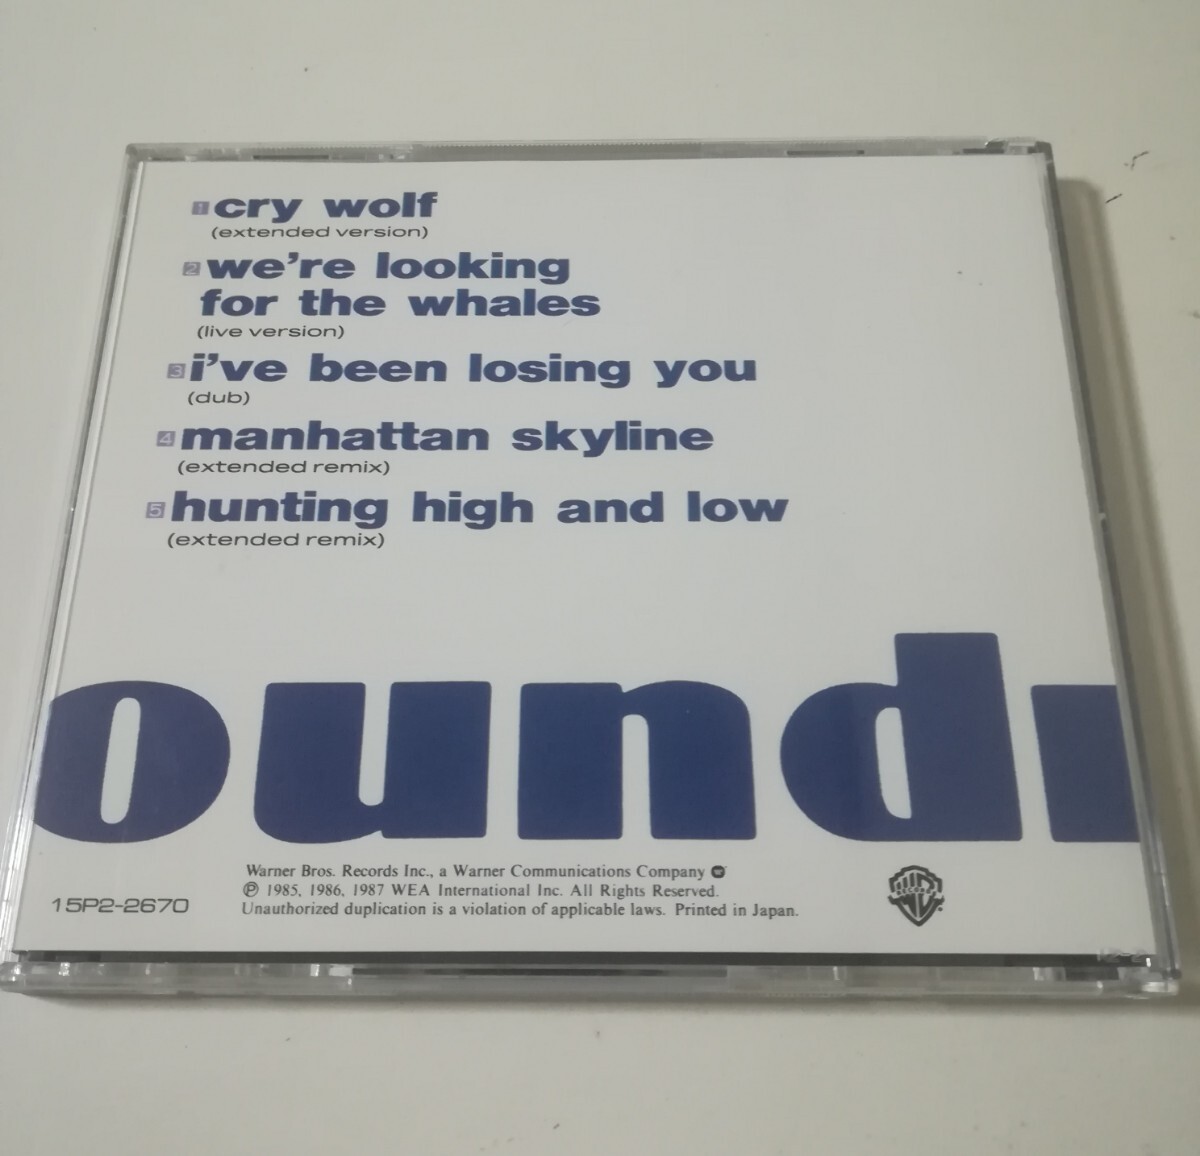 1 cry wolf
(extended version)
2 we're looking
for the whales
(live version)
3 i've been losing you
(dub)
4 manhattan skyline
(extended remix)
5 hunting high and low
(extended remix)
ound
Warner Bros. Records Inc., a Warner Communications Company
℗ 1985, 1986, 1987 WEA International Inc. All Rights Reserved.
15P2-2670
Unauthorized duplication is a violation of applicable laws. Printed in Japan.